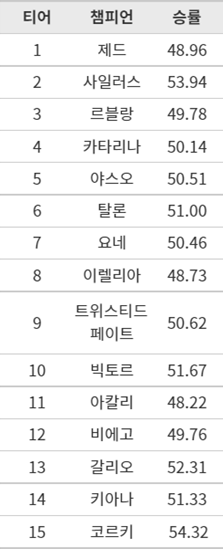 티어 챔피언 승률
1 제드 48.96
2 사일러스 53.94
3 르블랑 49.78
4 카타리나 50.14
5 야스오 50.51
6 탈론 51.00
7 요네 50.46
8 이렐리아 48.73
9 트위스티드 페이트 50.62
10 빅토르 51.67
11 아칼리 48.22
12 비에고 49.76
13 갈리오 52.31
14 키아나 51.33
15 코르키 54.32